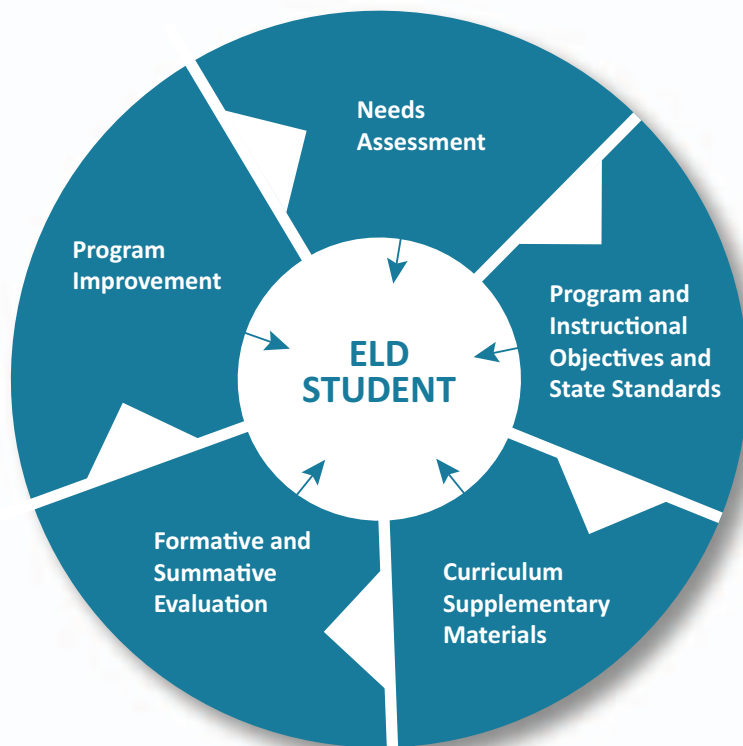 Needs
Assessment
Program and
Instructional
Objectives and
State Standards
Curriculum
Supplementary
Materials
Formative and
Summative
Evaluation
Program
Improvement
ELD
STUDENT